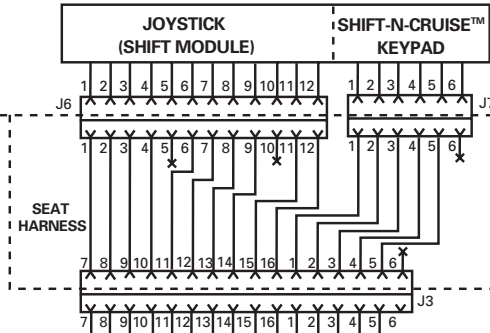 JOYSTICK
(SHIFT MODULE)
SHIFT-N-CRUISE™
KEYPAD
1 2 3 4 5 6 7 8 9 10 11 12
1 2 3 4 5 6
J6
J7
1 2 3 4 5 6 7 8 9 10 11 12
1 2 3 4 5 6
SEAT
HARNESS
7 8 9 10 11 12 13 14 15 16 1 2 3 4 5 6
J3
7 8 9 10 11 12 13 14 15 16 1 2 3 4 5 6